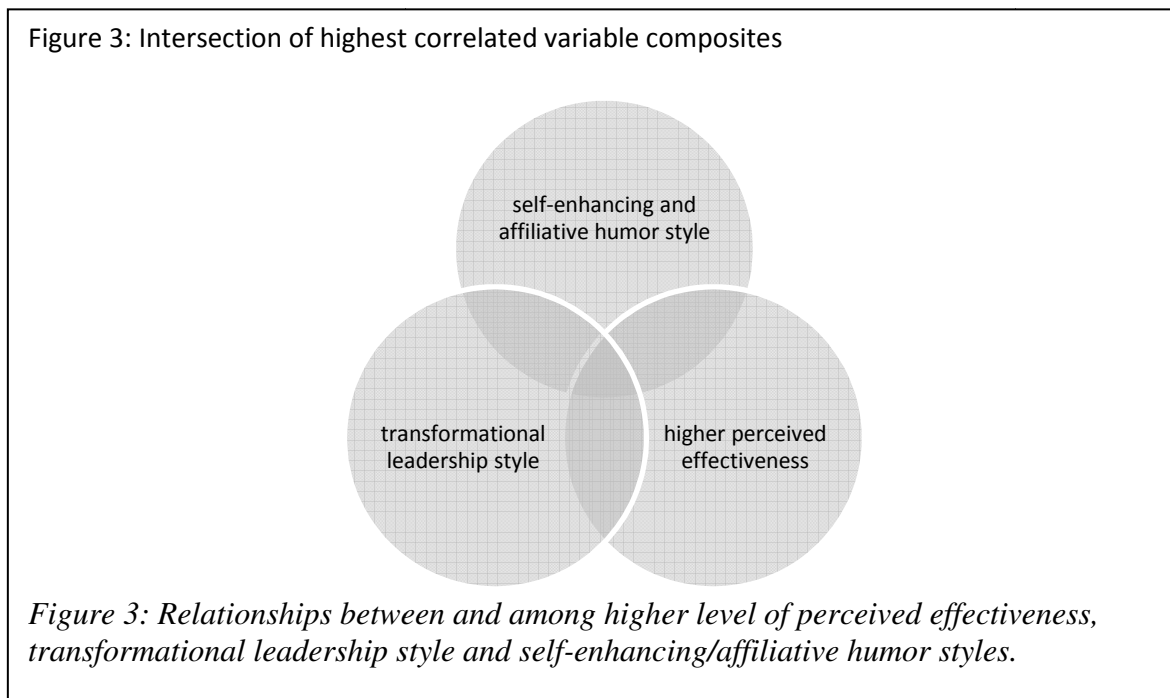 Figure 3: Intersection of highest correlated variable composites
self-enhancing and
affiliative humor style
transformational
leadership style
higher perceived
effectiveness
Figure 3: Relationships between and among higher level of perceived effectiveness,
transformational leadership style and self-enhancing/affiliative humor styles.